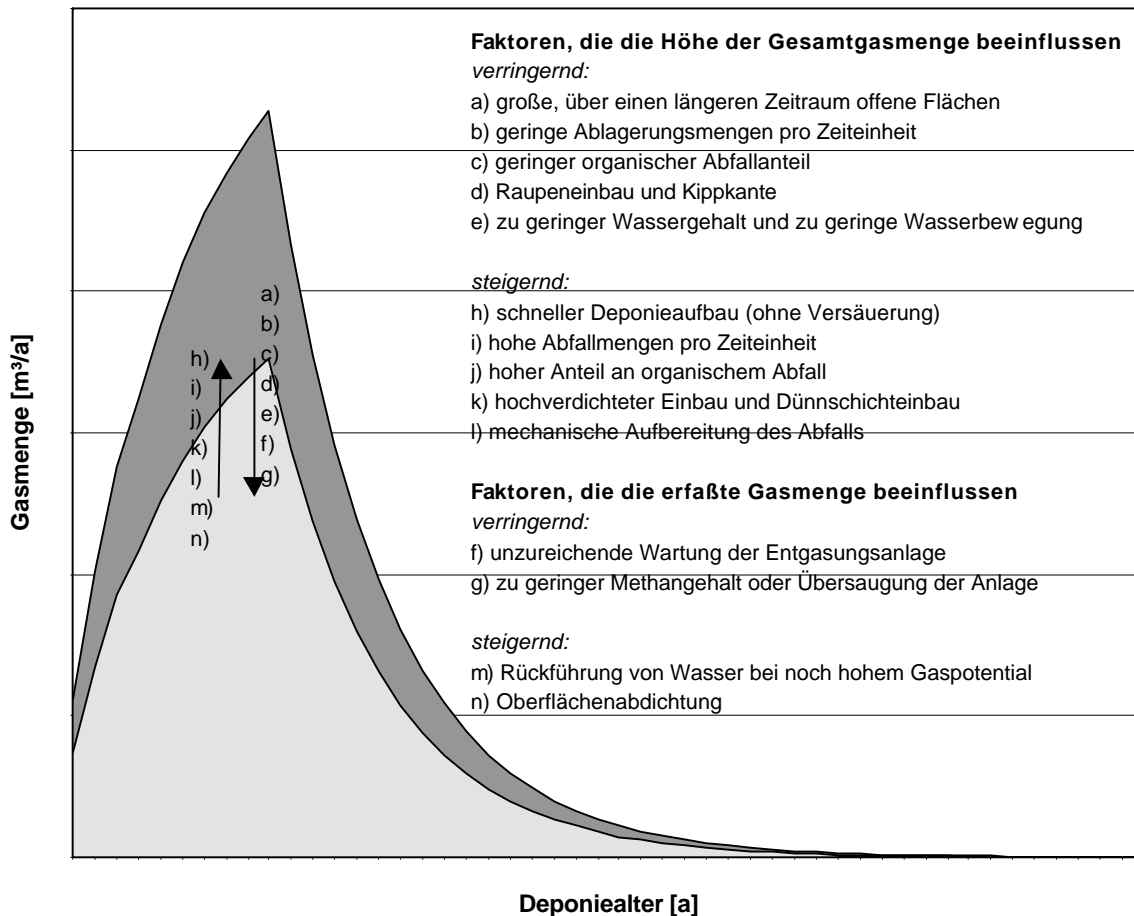 Faktoren, die die Höhe der Gesamtgasmenge beeinflussen
verringernd:
a) große, über einen längeren Zeitraum offene Flächen
b) geringe Ablagerungsmengen pro Zeiteinheit
c) geringer organischer Abfallanteil
d) Raupeneinbau und Kippkante
e) zu geringer Wassergehalt und zu geringe Wasserbew egung
steigernd:
h) schneller Deponieaufbau (ohne Versäuerung)
i) hohe Abfallmengen pro Zeiteinheit
j) hoher Anteil an organischem Abfall
k) hochverdichteter Einbau und Dünnschichteinbau
l) mechanische Aufbereitung des Abfalls
Faktoren, die die erfaßte Gasmenge beeinflussen
verringernd:
f) unzureichende Wartung der Entgasungsanlage
g) zu geringer Methangehalt oder Übersaugung der Anlage
steigernd:
m) Rückführung von Wasser bei noch hohem Gaspotential
n) Oberflächenabdichtung
a)
b)
c)
d)
e)
f)
g)
h)
i)
j)
k)
l)
m)
n)
Gasmenge [m³/a]
Deponiealter [a]